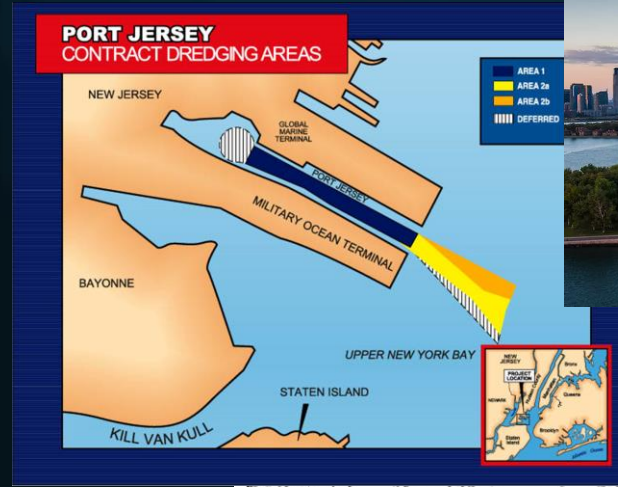 PORT JERSEY
CONTRACT DREDGING AREAS
NEW JERSEY
AREA 1
AREA 2a
AREA 2b
DEFERRED
GLOBAL
MARINE
TERMINAL
PORT JERSEY
MILITARY OCEAN TERMINAL
BAYONNE
UPPER NEW YORK BAY
STATEN ISLAND
KILL VAN KULL
NEW
JERSEY
Bronx
PROJECT
LOCATION
Manhattan
Queens
NEWARK
Brooklyn
Staten
Island